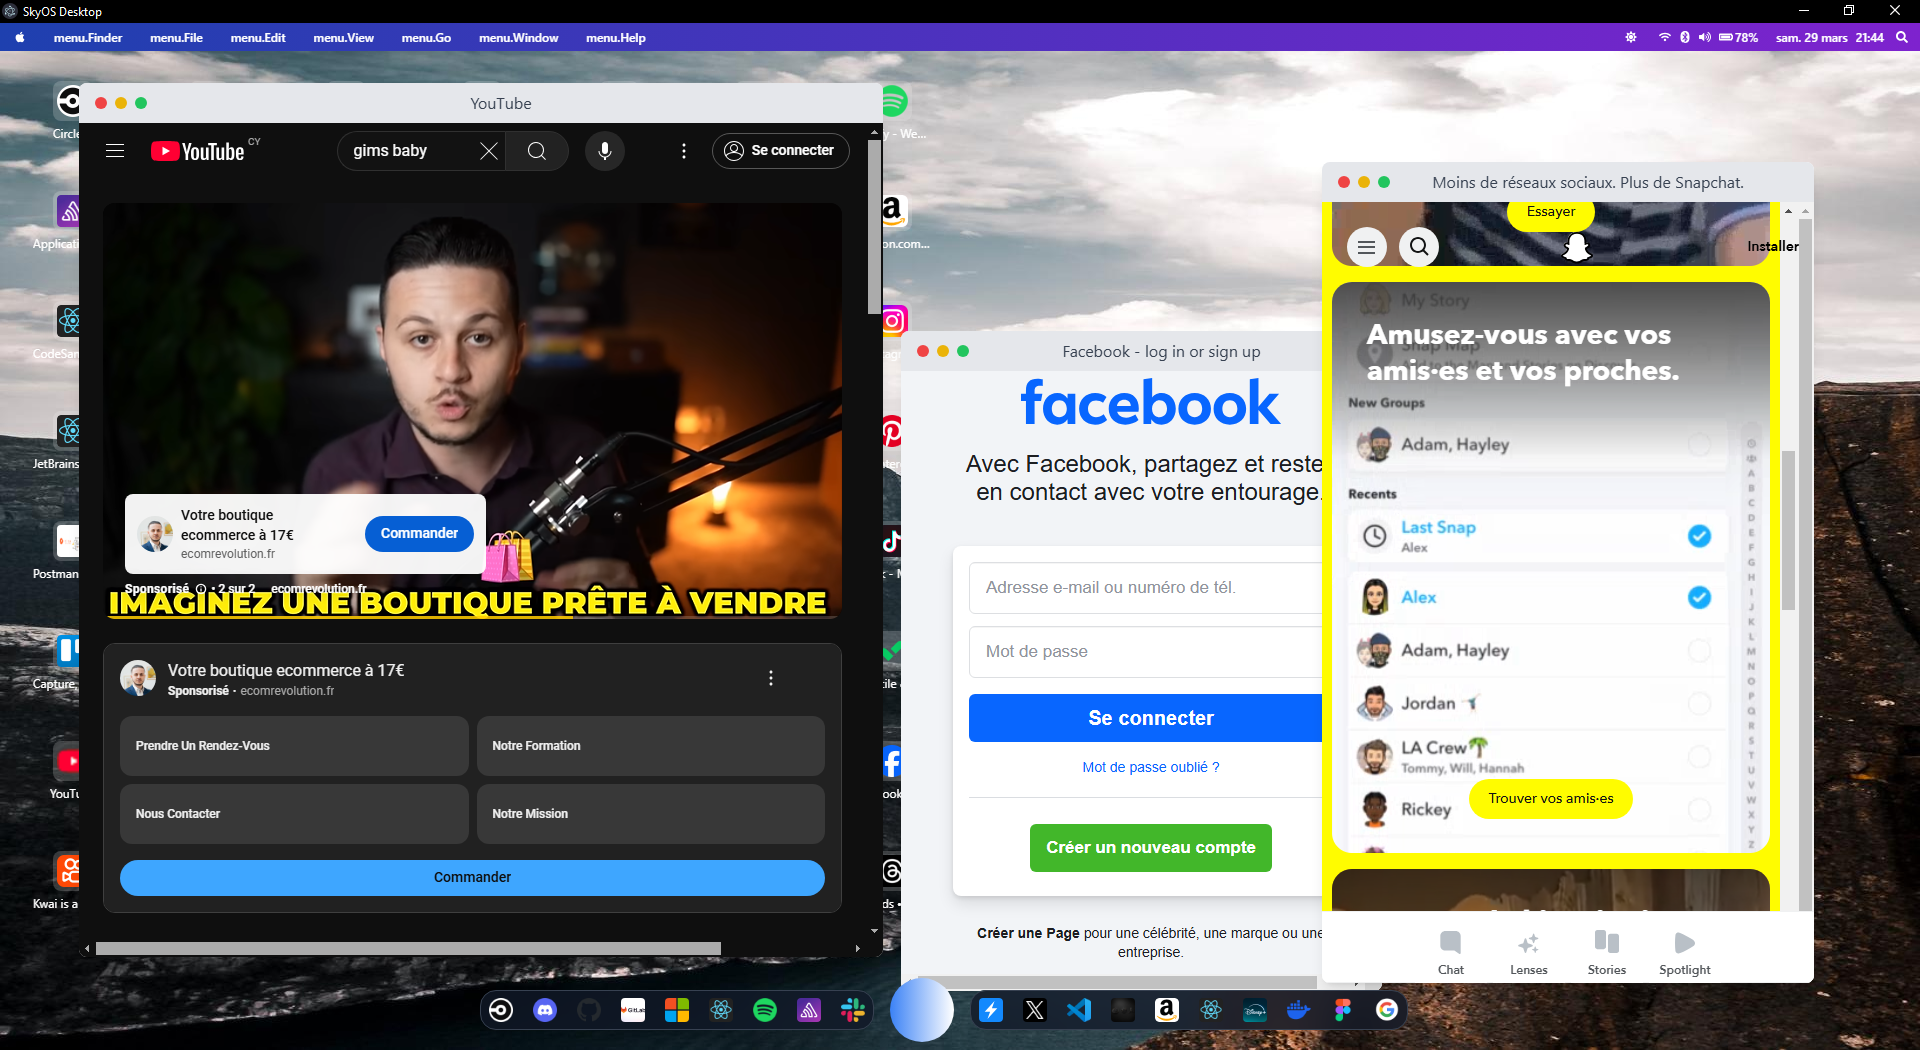 SkyOS Desktop
menu.Finder menu.File menu.Edit menu.View menu.Go menu.Window menu.Help
78% sam. 29 mars 21:44
YouTube
YouTube CY
gims baby
Se connecter
Votre boutique
ecommerce à 17€
ecomrevolution.fr
Commander
Sponsorisé • 2 sur 2 ecomrevolution.fr
IMAGINEZ UNE BOUTIQUE PRÊTE À VENDRE
Votre boutique ecommerce à 17€
Sponsorisé • ecomrevolution.fr
Prendre Un Rendez-Vous
Notre Formation
Nous Contacter
Notre Mission
Commander
Circle
Applicati
CodeSan
JetBrains
Postman
Capture,
YouTu
Kwai is a
y - We...
on.com...
Facebook - log in or sign up
facebook
Avec Facebook, partagez et reste
en contact avec votre entourage.
Adresse e-mail ou numéro de tél.
Mot de passe
Se connecter
Mot de passe oublié ?
Créer un nouveau compte
Créer une Page pour une célébrité, une marque ou une
entreprise.
Moins de réseaux sociaux. Plus de Snapchat.
Essayer
Installer
My Story
Amusez-vous avec vos
Snap Map
amis·es et vos proches.
New Groups
Adam, Hayley
Recents
Last Snap
Alex
Alex
Adam, Hayley
Jordan
LA Crew
Tommy, Will, Hannah
Rickey
Trouver vos amis·es
Chat
Lenses
Stories
Spotlight
GitLab
Disney+